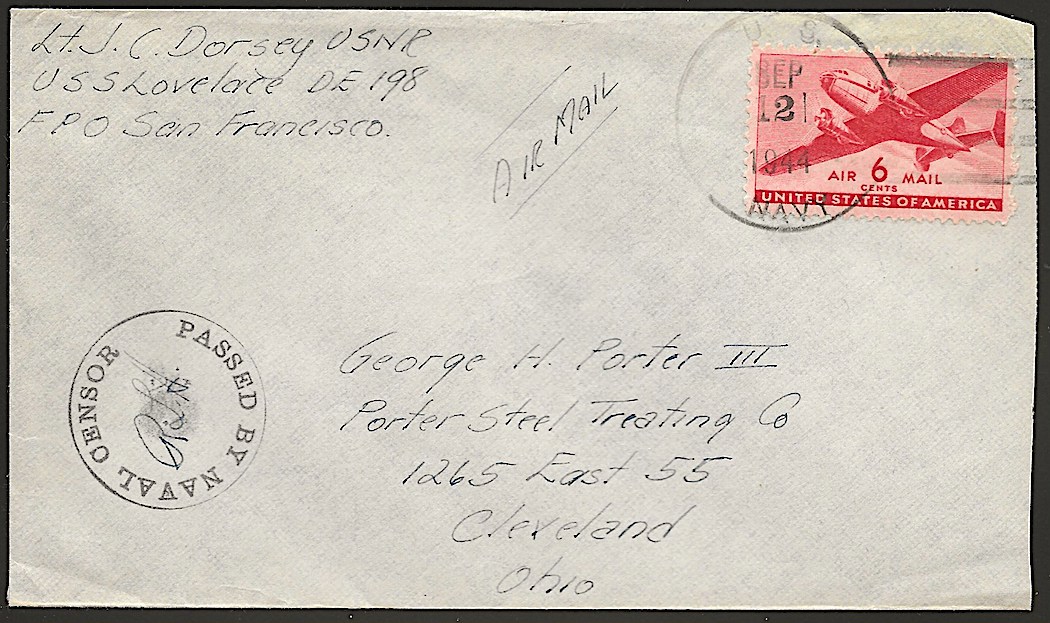 Lt. J. C. Dorsey USNR
USS Lovelace DE 198
FPO San Francisco.
AIR MAIL
U. S.
SEP
21
1944
NAVY
AIR 6 MAIL
CENTS
UNITED STATES OF AMERICA
PASSED BY NAVAL CENSOR
George H. Porter III
Porter Steel Treating Co
1265 East 55
Cleveland
Ohio